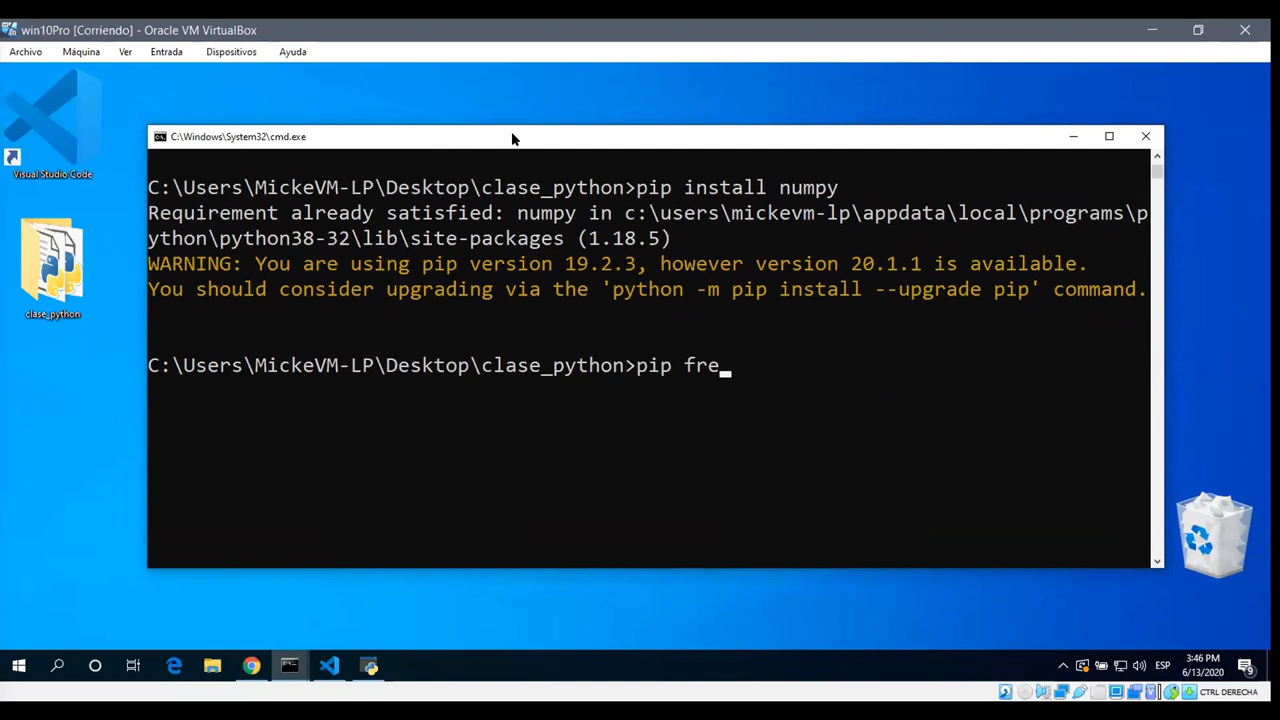 win10Pro [Corriendo] - Oracle VM VirtualBox
Archivo Máquina Ver Entrada Dispositivos Ayuda
Visual Studio Code
clase_python
C:\Windows\System32\cmd.exe
C:\Users\MickeVM-LP\Desktop\clase_python>pip install numpy
Requirement already satisfied: numpy in c:\users\mickevm-lp\appdata\local\programs\p
ython\python38-32\lib\site-packages (1.18.5)
WARNING: You are using pip version 19.2.3, however version 20.1.1 is available.
You should consider upgrading via the 'python -m pip install --upgrade pip' command.
C:\Users\MickeVM-LP\Desktop\clase_python>pip fre_
ESP
3:46 PM
6/13/2020
9
CTRL DERECHA